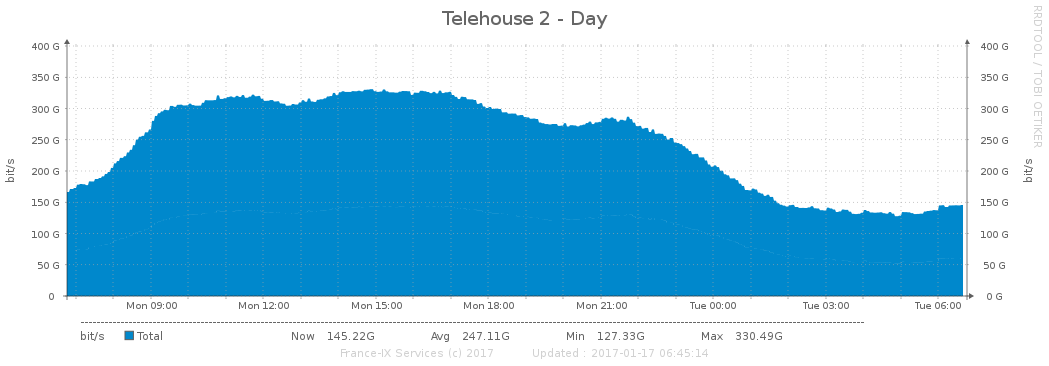 Telehouse 2 - Day
RRDTOOL / TOBI OETIKER
400 G 400 G
350 G 350 G
300 G 300 G
250 G 250 G
200 G 200 G
150 G 150 G
100 G 100 G
50 G 50 G
0 0 G
bit/s bit/s
Mon 09:00 Mon 12:00 Mon 15:00 Mon 18:00 Mon 21:00 Tue 00:00 Tue 03:00 Tue 06:00
bit/s Total Now 145.22G Avg 247.11G Min 127.33G Max 330.49G
France-IX Services (c) 2017 Updated : 2017-01-17 06:45:14